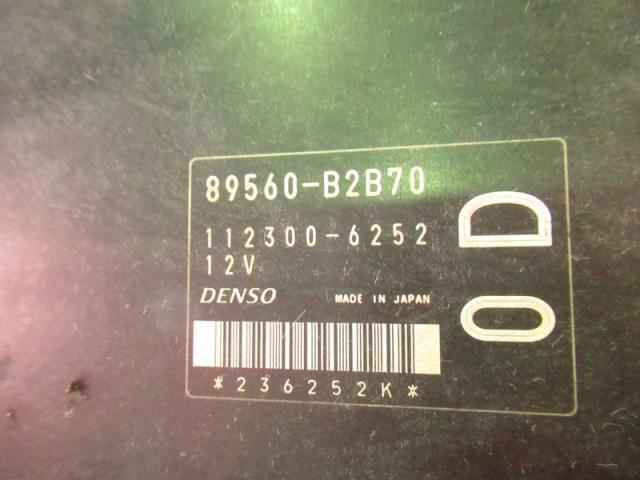 89560-B2B70
112300-6252
12V
DENSO MADE IN JAPAN
*236252K*
D
O